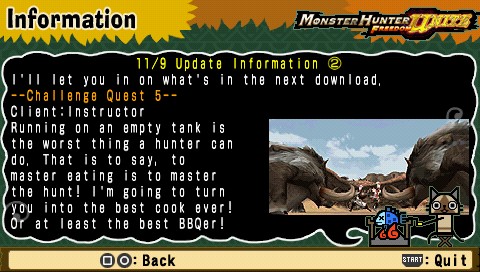 Information
MONSTER HUNTER
FREEDOM UNITE
11/9 Update Information ②
I'll let you in on what's in the next download.
--Challenge Quest 5--
Client:Instructor
Running on an empty tank is
the worst thing a hunter can
do. That is to say, to
master eating is to master
the hunt! I'm going to turn
you into the best cook ever!
Or at least the best BBQer!
□○: Back
START: Quit